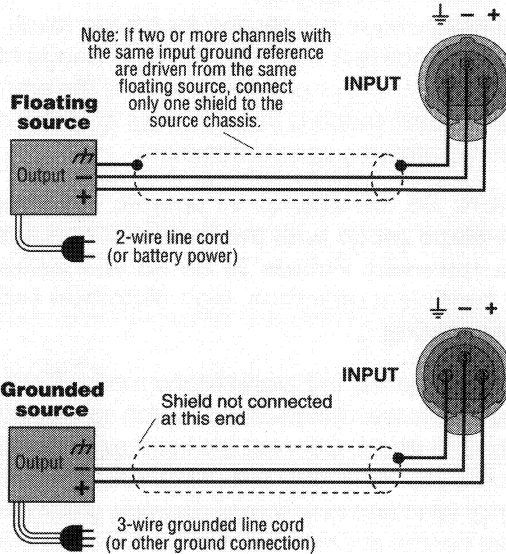 ⏚ − +
Note: If two or more channels with
the same input ground reference
are driven from the same
floating source, connect
only one shield to the
source chassis.
INPUT
Floating
source
Output
−
+
2-wire line cord
(or battery power)
⏚ − +
INPUT
Grounded
source
Shield not connected
at this end
Output
−
+
3-wire grounded line cord
(or other ground connection)